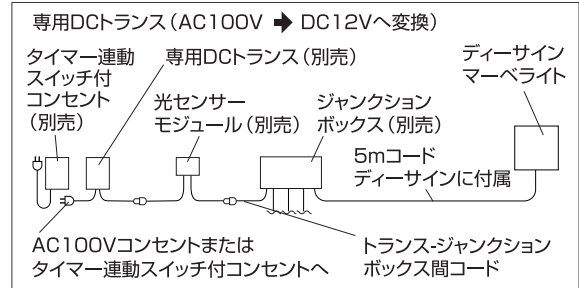 専用DCトランス（AC100V ➡ DC12Vへ変換）
タイマー連動
スイッチ付
コンセント
（別売）
専用DCトランス（別売）
光センサー
モジュール（別売）
ジャンクション
ボックス（別売）
ディーサイン
マーベライト
5mコード
ディーサインに付属
AC100Vコンセントまたは
タイマー連動スイッチ付コンセントへ
トランス-ジャンクション
ボックス間コード